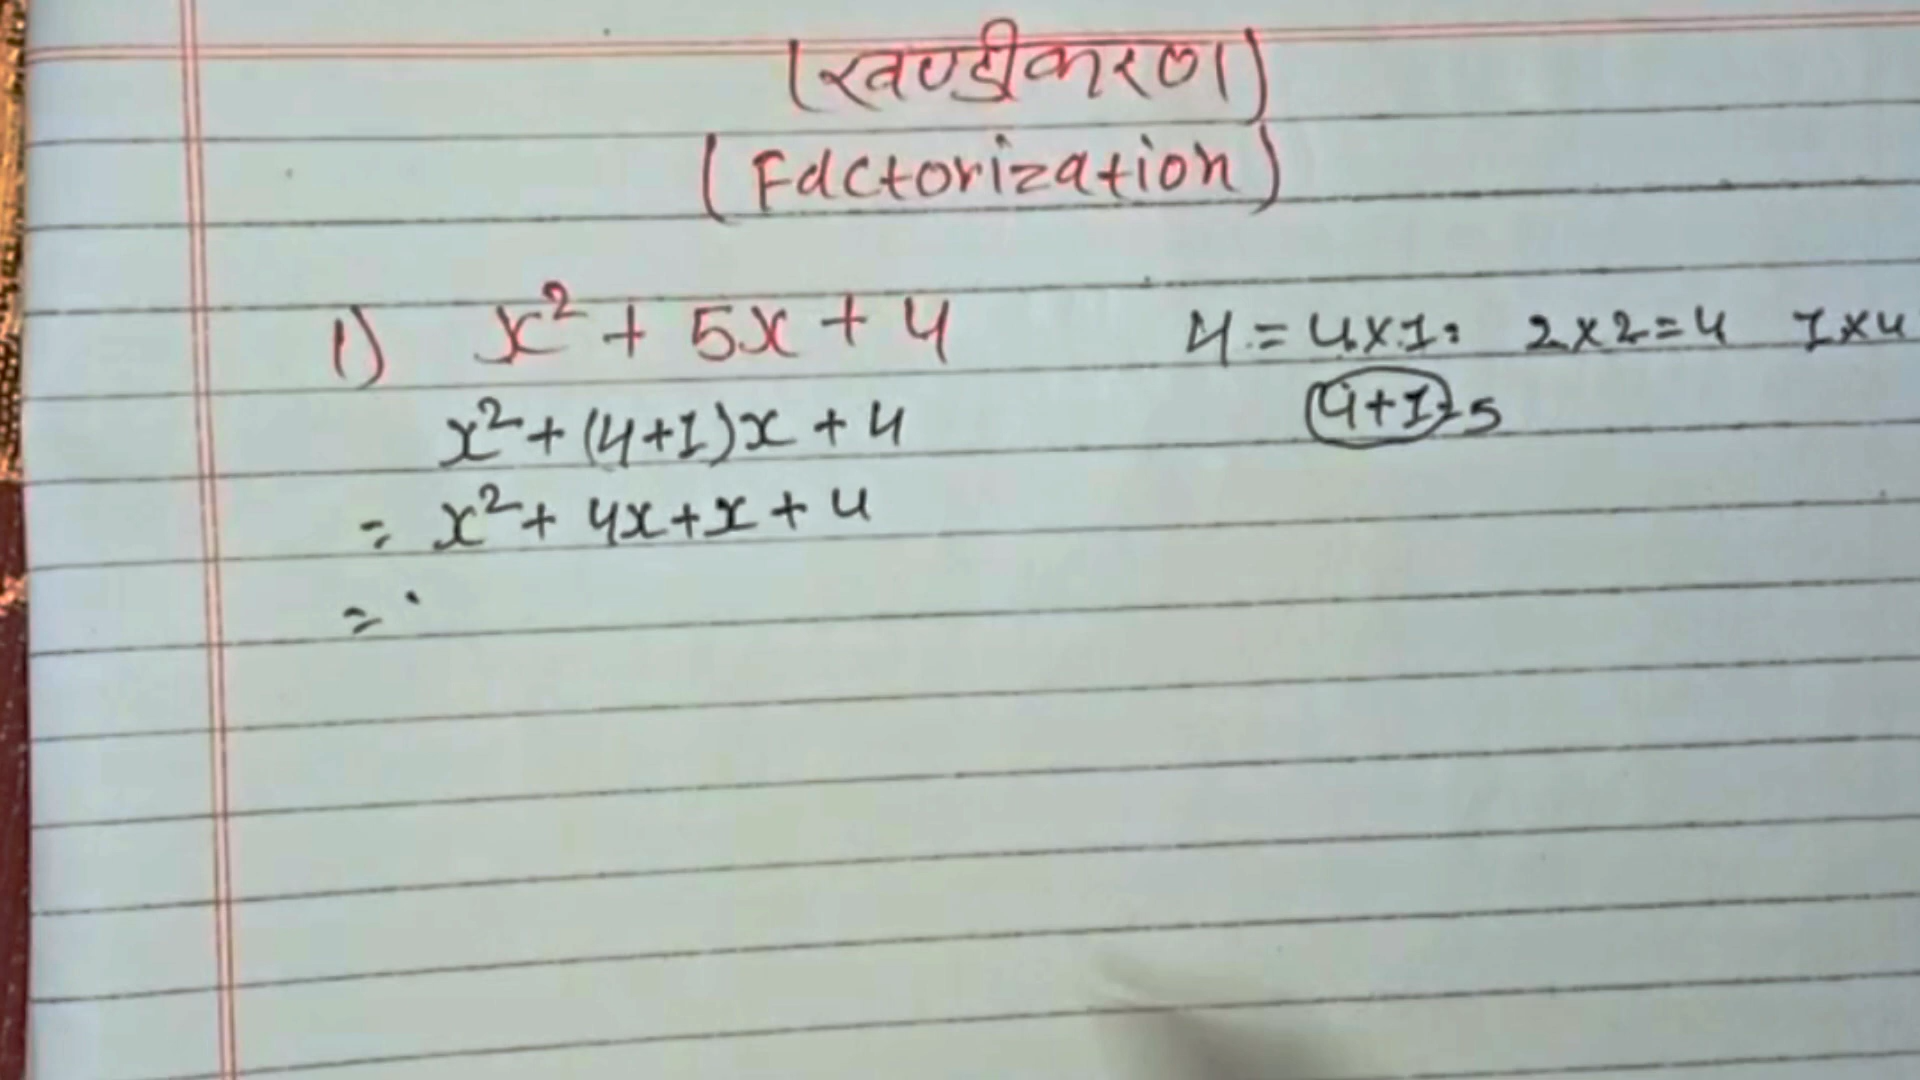 (खण्डीकरण)
(Factorization)
1) x² + 5x + 4
4 = 4x1: 2x2=4 1x4
x² + (4+1)x + 4
4+1=5
= x² + 4x + x + 4
=